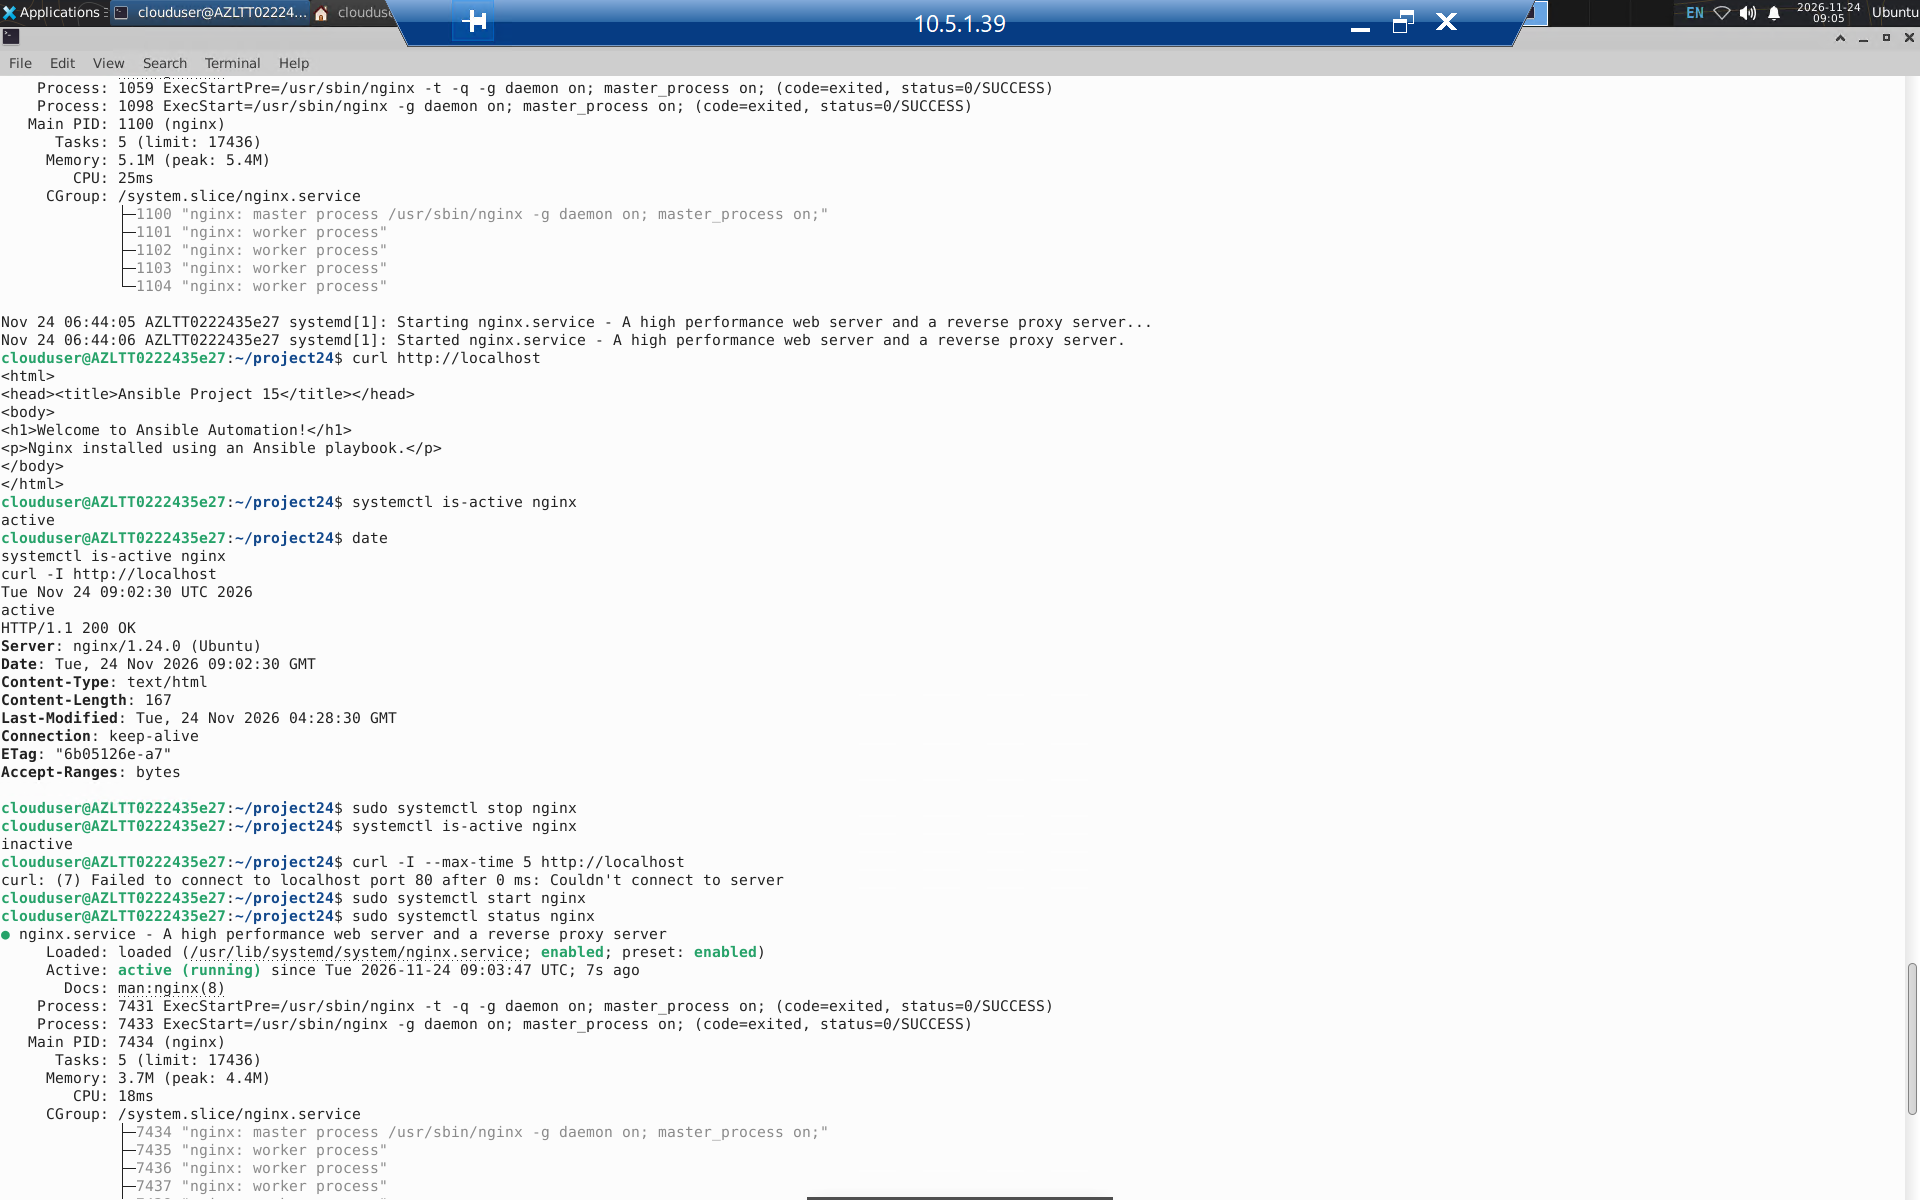 Applications
clouduser@AZLTT02224...
clouduse
10.5.1.39
EN
2026-11-24
09:05
Ubuntu
File Edit View Search Terminal Help
Process: 1059 ExecStartPre=/usr/sbin/nginx -t -q -g daemon on; master_process on; (code=exited, status=0/SUCCESS)
Process: 1098 ExecStart=/usr/sbin/nginx -g daemon on; master_process on; (code=exited, status=0/SUCCESS)
Main PID: 1100 (nginx)
Tasks: 5 (limit: 17436)
Memory: 5.1M (peak: 5.4M)
CPU: 25ms
CGroup: /system.slice/nginx.service
├─1100 "nginx: master process /usr/sbin/nginx -g daemon on; master_process on;"
├─1101 "nginx: worker process"
├─1102 "nginx: worker process"
├─1103 "nginx: worker process"
└─1104 "nginx: worker process"
Nov 24 06:44:05 AZLTT0222435e27 systemd[1]: Starting nginx.service - A high performance web server and a reverse proxy server...
Nov 24 06:44:06 AZLTT0222435e27 systemd[1]: Started nginx.service - A high performance web server and a reverse proxy server.
clouduser@AZLTT0222435e27:~/project24$ curl http://localhost
<html>
<head><title>Ansible Project 15</title></head>
<body>
<h1>Welcome to Ansible Automation!</h1>
<p>Nginx installed using an Ansible playbook.</p>
</body>
</html>
clouduser@AZLTT0222435e27:~/project24$ systemctl is-active nginx
active
clouduser@AZLTT0222435e27:~/project24$ date
systemctl is-active nginx
curl -I http://localhost
Tue Nov 24 09:02:30 UTC 2026
active
HTTP/1.1 200 OK
Server: nginx/1.24.0 (Ubuntu)
Date: Tue, 24 Nov 2026 09:02:30 GMT
Content-Type: text/html
Content-Length: 167
Last-Modified: Tue, 24 Nov 2026 04:28:30 GMT
Connection: keep-alive
ETag: "6b05126e-a7"
Accept-Ranges: bytes
clouduser@AZLTT0222435e27:~/project24$ sudo systemctl stop nginx
clouduser@AZLTT0222435e27:~/project24$ systemctl is-active nginx
inactive
clouduser@AZLTT0222435e27:~/project24$ curl -I --max-time 5 http://localhost
curl: (7) Failed to connect to localhost port 80 after 0 ms: Couldn't connect to server
clouduser@AZLTT0222435e27:~/project24$ sudo systemctl start nginx
clouduser@AZLTT0222435e27:~/project24$ sudo systemctl status nginx
● nginx.service - A high performance web server and a reverse proxy server
Loaded: loaded (/usr/lib/systemd/system/nginx.service; enabled; preset: enabled)
Active: active (running) since Tue 2026-11-24 09:03:47 UTC; 7s ago
Docs: man:nginx(8)
Process: 7431 ExecStartPre=/usr/sbin/nginx -t -q -g daemon on; master_process on; (code=exited, status=0/SUCCESS)
Process: 7433 ExecStart=/usr/sbin/nginx -g daemon on; master_process on; (code=exited, status=0/SUCCESS)
Main PID: 7434 (nginx)
Tasks: 5 (limit: 17436)
Memory: 3.7M (peak: 4.4M)
CPU: 18ms
CGroup: /system.slice/nginx.service
├─7434 "nginx: master process /usr/sbin/nginx -g daemon on; master_process on;"
├─7435 "nginx: worker process"
├─7436 "nginx: worker process"
├─7437 "nginx: worker process"